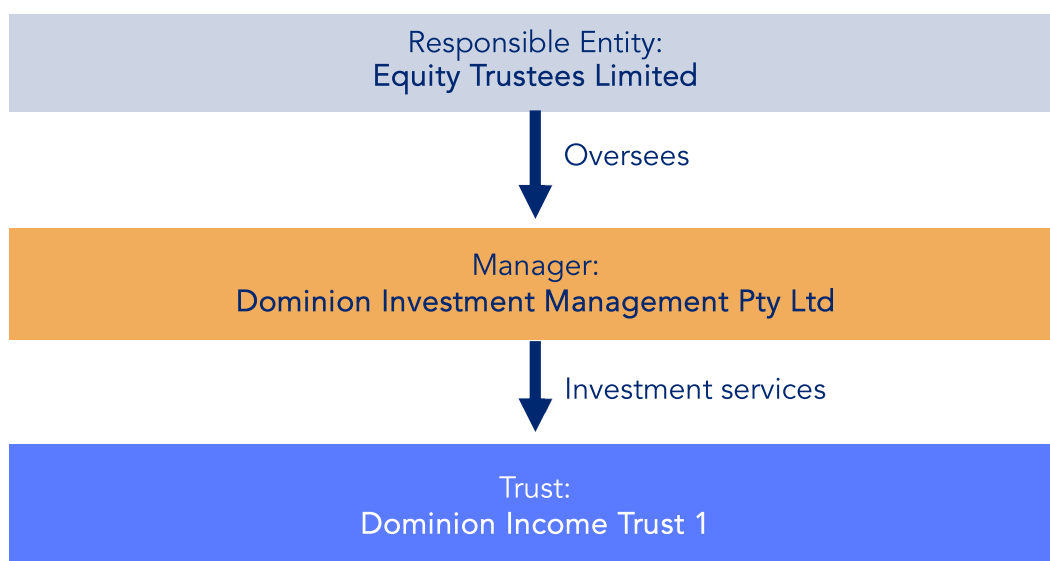 Responsible Entity:
Equity Trustees Limited
Oversees
Manager:
Dominion Investment Management Pty Ltd
Investment services
Trust:
Dominion Income Trust 1